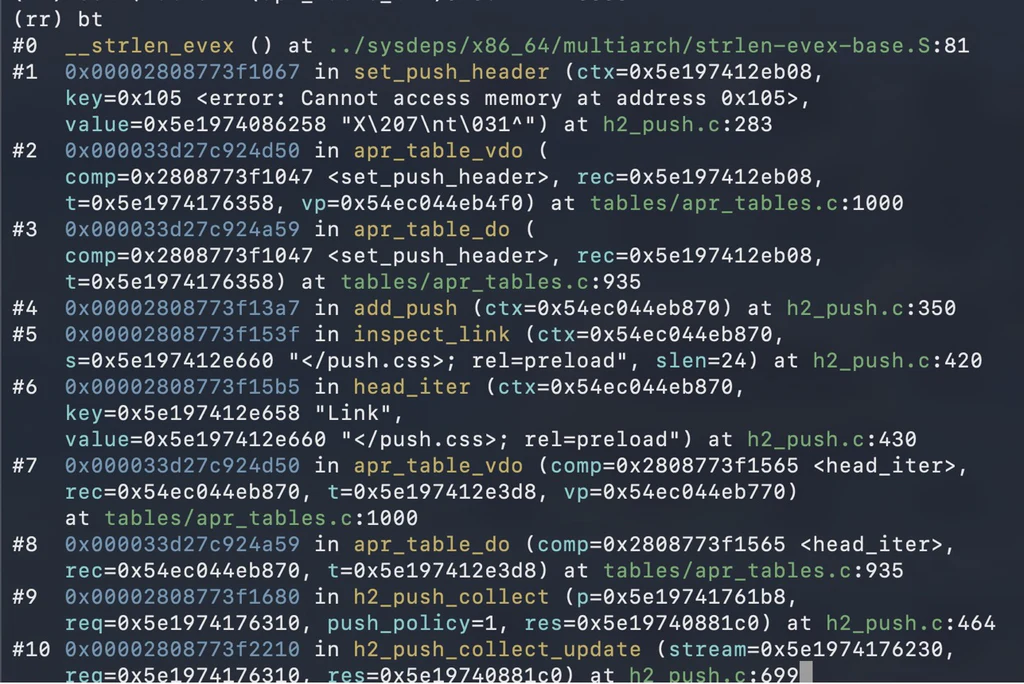 (rr) bt
#0 __strlen_evex () at ../sysdeps/x86_64/multiarch/strlen-evex-base.S:81
#1 0x00002808773f1067 in set_push_header (ctx=0x5e197412eb08,
key=0x105 <error: Cannot access memory at address 0x105>,
value=0x5e1974086258 "X\207\nt\031^") at h2_push.c:283
#2 0x000033d27c924d50 in apr_table_vdo (
comp=0x2808773f1047 <set_push_header>, rec=0x5e197412eb08,
t=0x5e1974176358, vp=0x54ec044eb4f0) at tables/apr_tables.c:1000
#3 0x000033d27c924a59 in apr_table_do (
comp=0x2808773f1047 <set_push_header>, rec=0x5e197412eb08,
t=0x5e1974176358) at tables/apr_tables.c:935
#4 0x00002808773f13a7 in add_push (ctx=0x54ec044eb870) at h2_push.c:350
#5 0x00002808773f153f in inspect_link (ctx=0x54ec044eb870,
s=0x5e197412e660 "</push.css>; rel=preload", slen=24) at h2_push.c:420
#6 0x00002808773f15b5 in head_iter (ctx=0x54ec044eb870,
key=0x5e197412e658 "Link",
value=0x5e197412e660 "</push.css>; rel=preload") at h2_push.c:430
#7 0x000033d27c924d50 in apr_table_vdo (comp=0x2808773f1565 <head_iter>,
rec=0x54ec044eb870, t=0x5e197412e3d8, vp=0x54ec044eb770)
at tables/apr_tables.c:1000
#8 0x000033d27c924a59 in apr_table_do (comp=0x2808773f1565 <head_iter>,
rec=0x54ec044eb870, t=0x5e197412e3d8) at tables/apr_tables.c:935
#9 0x00002808773f1680 in h2_push_collect (p=0x5e19741761b8,
req=0x5e1974176310, push_policy=1, res=0x5e19740881c0) at h2_push.c:464
#10 0x00002808773f2210 in h2_push_collect_update (stream=0x5e1974176230,
req=0x5e1974176310, res=0x5e19740881c0) at h2_push.c:699